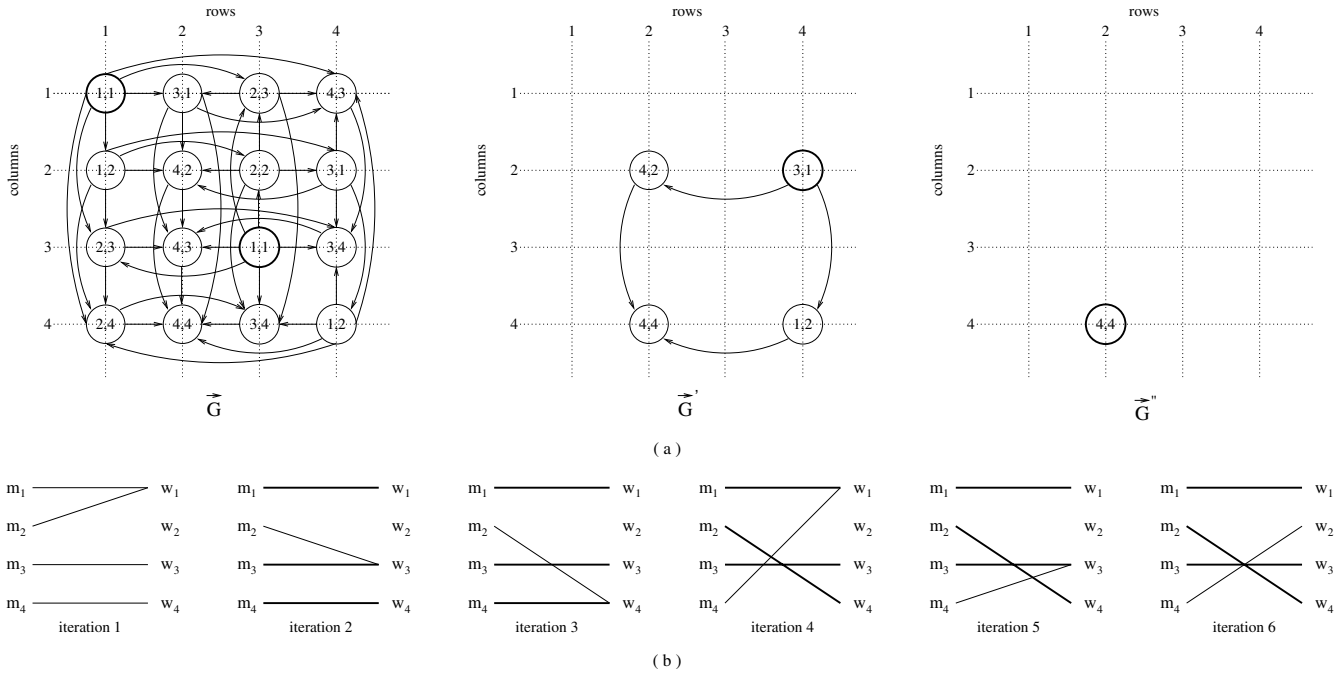 rows rows rows
1 2 3 4 1 2 3 4 1 2 3 4
columns columns columns
1 1,1 3,1 2,3 4,3 1 1
2 1,2 4,2 2,2 3,1 2 4,2 3,1 2
3 2,3 4,3 1,1 3,4 3 3
4 2,4 4,4 3,4 1,2 4 4,4 1,2 4 4,4
G G' G"
( a )
m1 w1 m1 w1 m1 w1 m1 w1 m1 w1 m1 w1
m2 w2 m2 w2 m2 w2 m2 w2 m2 w2 m2 w2
m3 w3 m3 w3 m3 w3 m3 w3 m3 w3 m3 w3
m4 w4 m4 w4 m4 w4 m4 w4 m4 w4 m4 w4
iteration 1 iteration 2 iteration 3 iteration 4 iteration 5 iteration 6
( b )